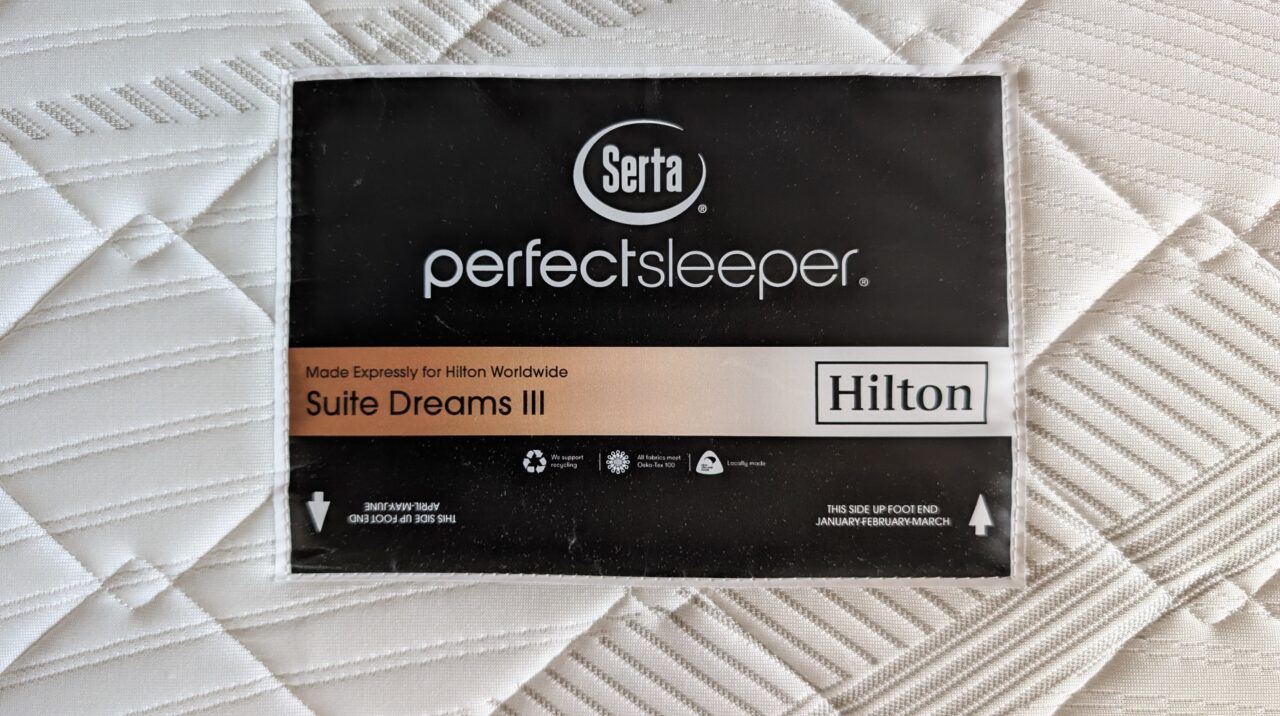 Serta®
perfectsleeper®
Made Expressly for Hilton Worldwide
Suite Dreams III
Hilton
We support
recycling
All fabrics meet
Oeko-Tex 100
Locally made
THIS SIDE UP FOOT END
APRIL-MAY-JUNE
THIS SIDE UP FOOT END
JANUARY-FEBRUARY-MARCH